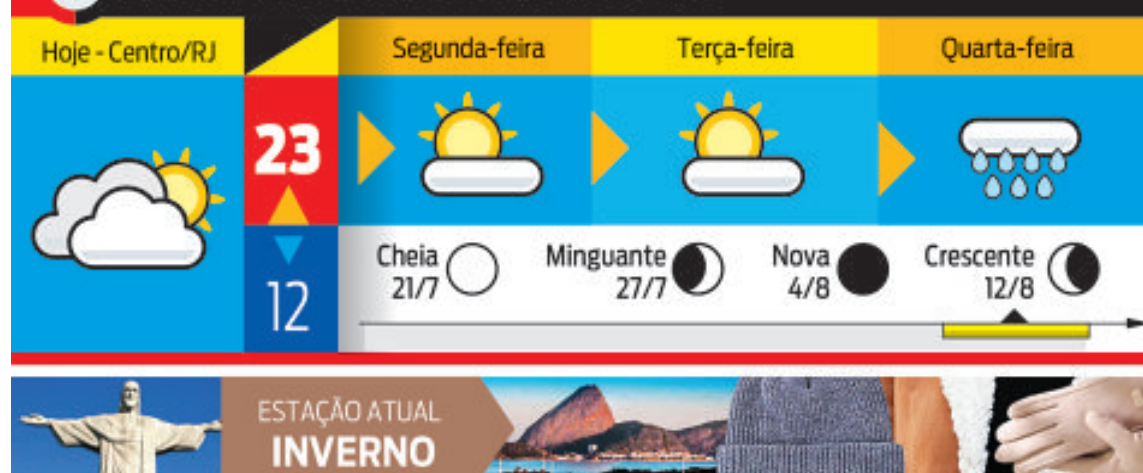 Hoje - Centro/RJ
Segunda-feira
Terça-feira
Quarta-feira
23
12
Cheia
21/7
Minguante
27/7
Nova
4/8
Crescente
12/8
ESTAÇÃO ATUAL
INVERNO